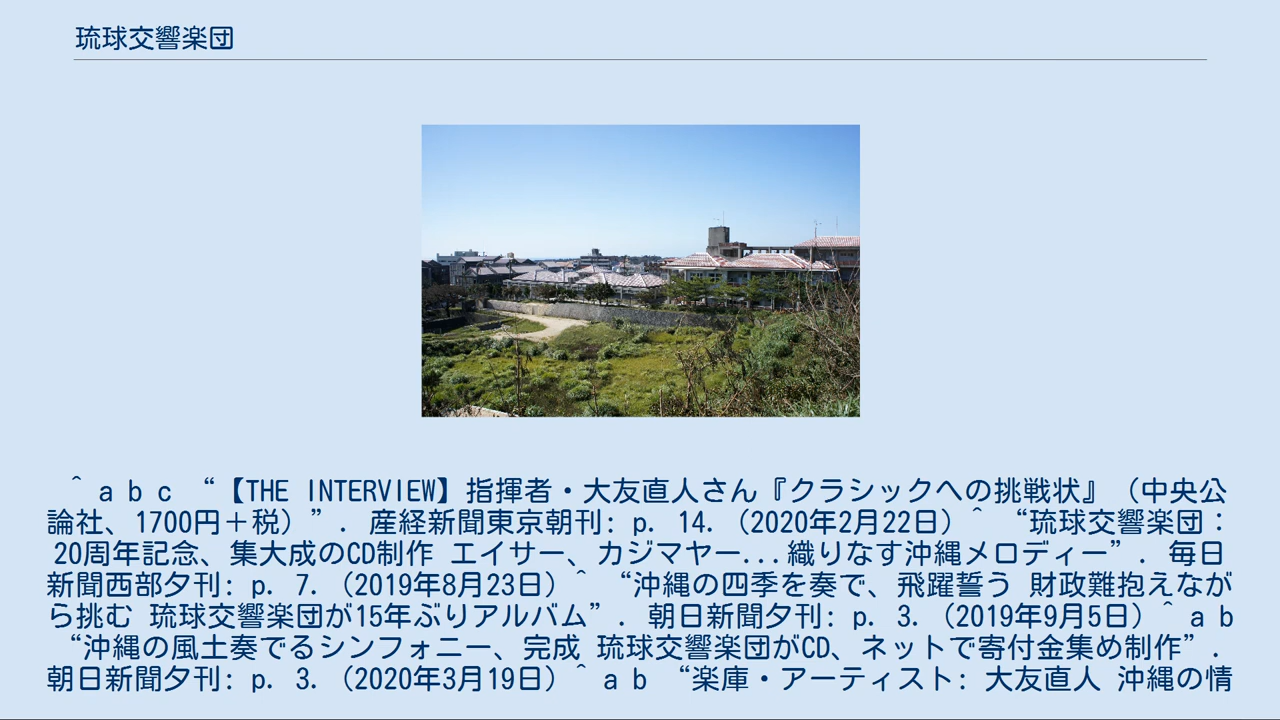 琉球交響楽団
^ a b c “【THE INTERVIEW】指揮者・大友直人さん『クラシックへの挑戦状』（中央公
論社、1700円＋税）”. 産経新聞東京朝刊: p. 14. （2020年2月22日）^ “琉球交響楽団：
20周年記念、集大成のCD制作 エイサー、カジマヤー...織りなす沖縄メロディー”. 毎日
新聞西部夕刊: p. 7. （2019年8月23日）^ “沖縄の四季を奏で、飛躍誓う 財政難抱えなが
ら挑む 琉球交響楽団が15年ぶりアルバム”. 朝日新聞夕刊: p. 3. （2019年9月5日）^ a b
“沖縄の風土奏でるシンフォニー、完成 琉球交響楽団がCD、ネットで寄付金集め制作”.
朝日新聞夕刊: p. 3. （2020年3月19日）^ a b “楽庫・アーティスト: 大友直人 沖縄の情